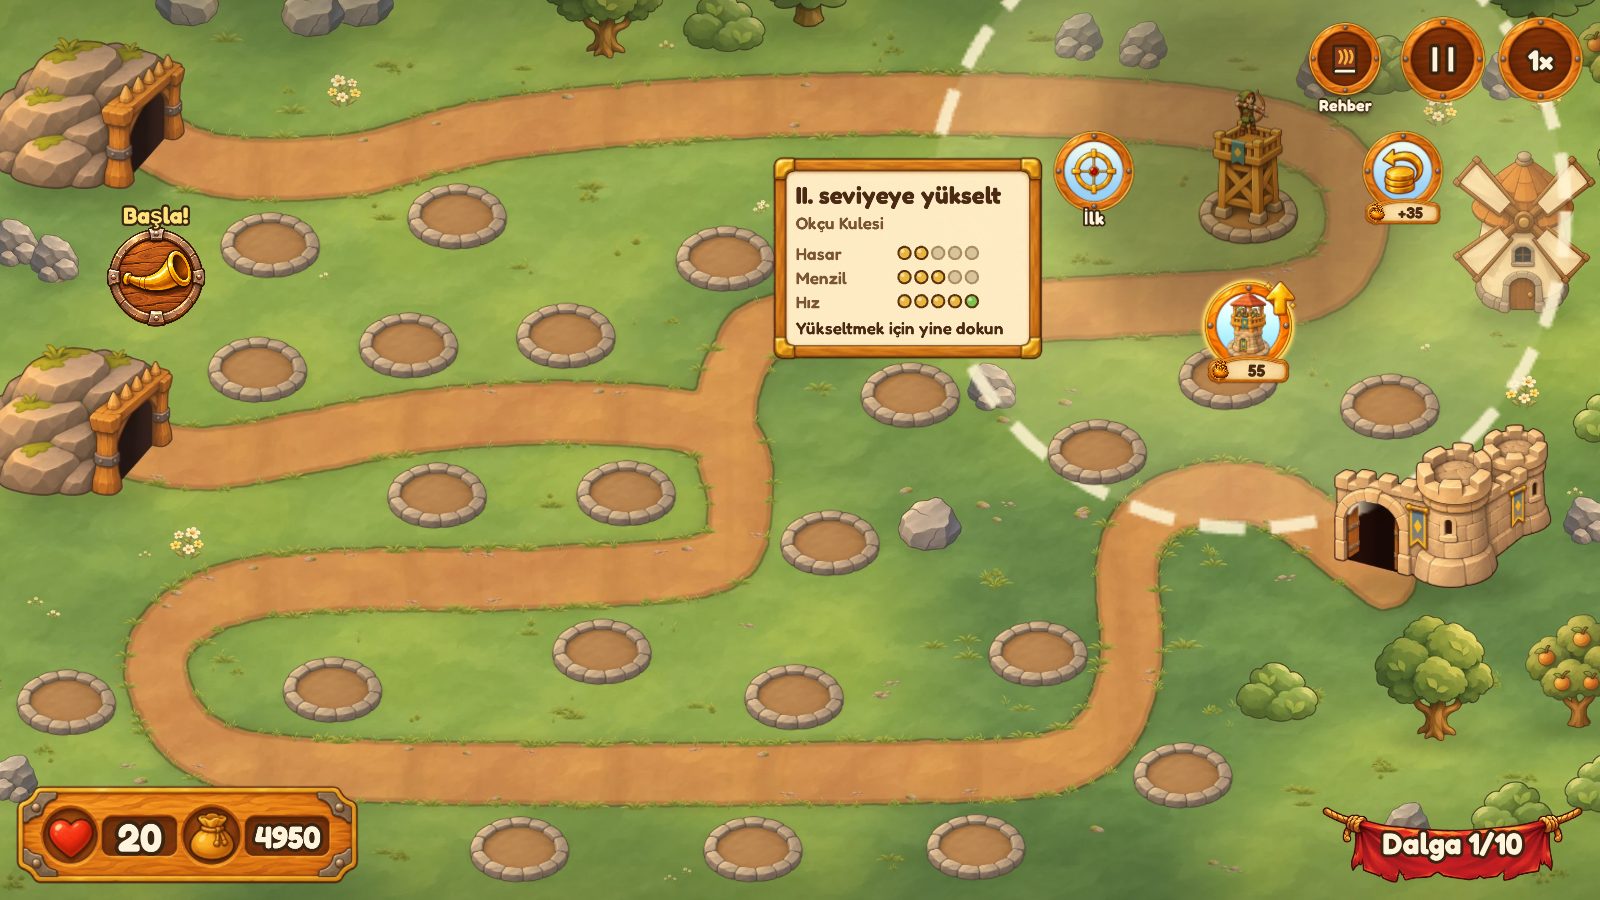 Rehber
1x
Başla!
II. seviyeye yükselt
Okçu Kulesi
Hasar
Menzil
Hız
Yükseltmek için yine dokun
İlk
+35
55
20
4950
Dalga 1/10